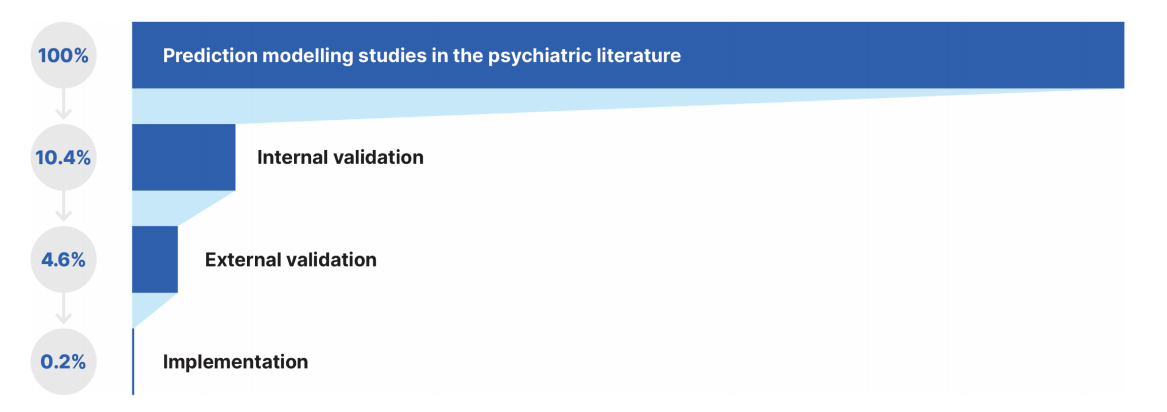 100%
Prediction modelling studies in the psychiatric literature
10.4%
Internal validation
4.6%
External validation
0.2%
Implementation